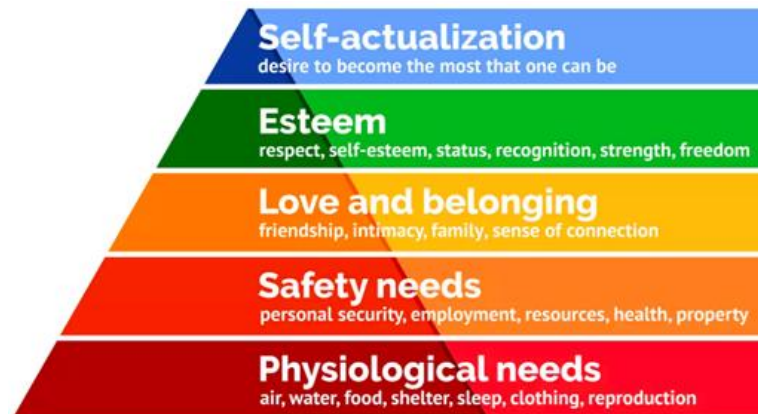 Self-actualization
desire to become the most that one can be
Esteem
respect, self-esteem, status, recognition, strength, freedom
Love and belonging
friendship, intimacy, family, sense of connection
Safety needs
personal security, employment, resources, health, property
Physiological needs
air, water, food, shelter, sleep, clothing, reproduction